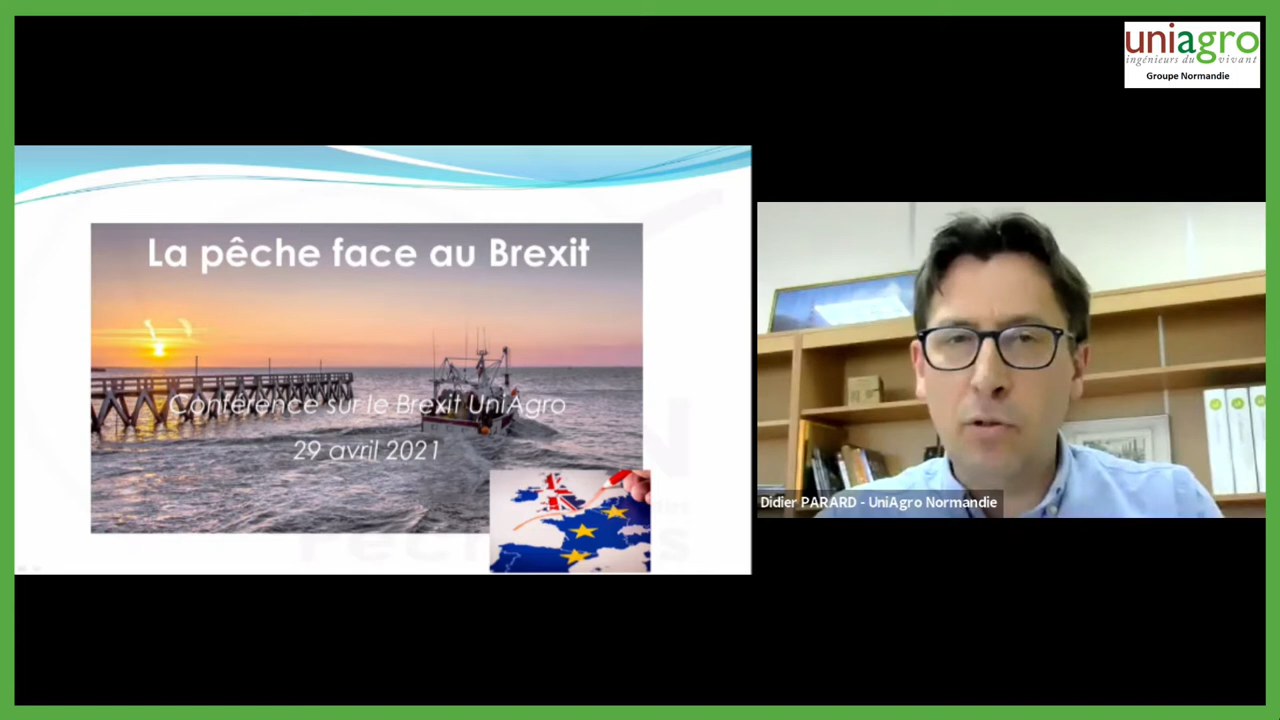 uniagro
ingénieurs du vivant
Groupe Normandie
La pêche face au Brexit
Conférence sur le Brexit UniAgro
29 avril 2021
Didier PARARD - UniAgro Normandie